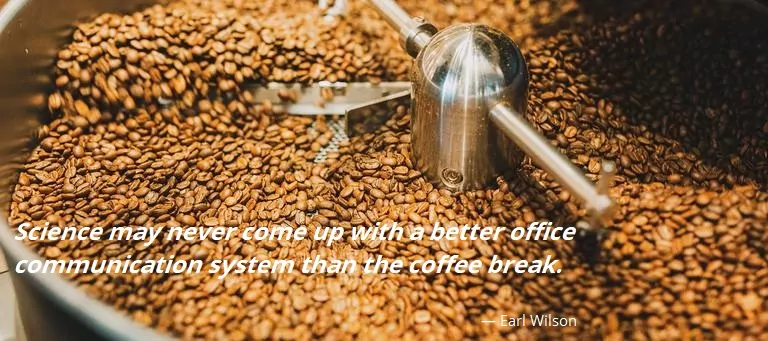 Science may never come up with a better office
communication system than the coffee break.
— Earl Wilson